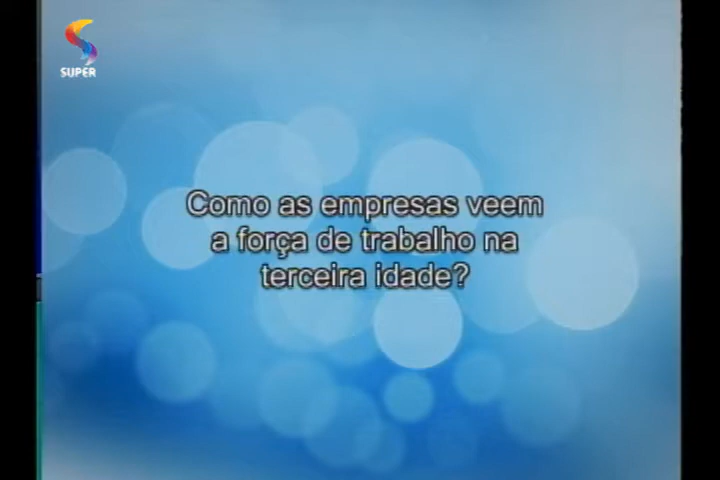 SUPER
Como as empresas veem
a força de trabalho na
terceira idade?